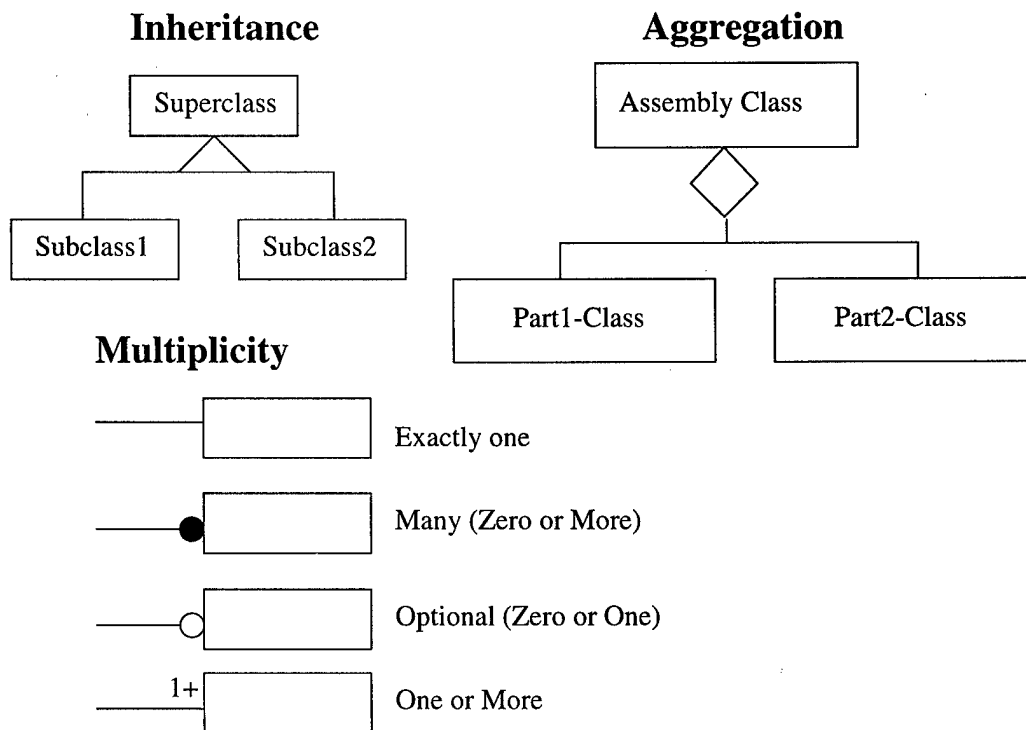 Inheritance
Superclass
Subclass1
Subclass2
Aggregation
Assembly Class
Part1-Class
Part2-Class
Multiplicity
Exactly one
Many (Zero or More)
Optional (Zero or One)
1+
One or More